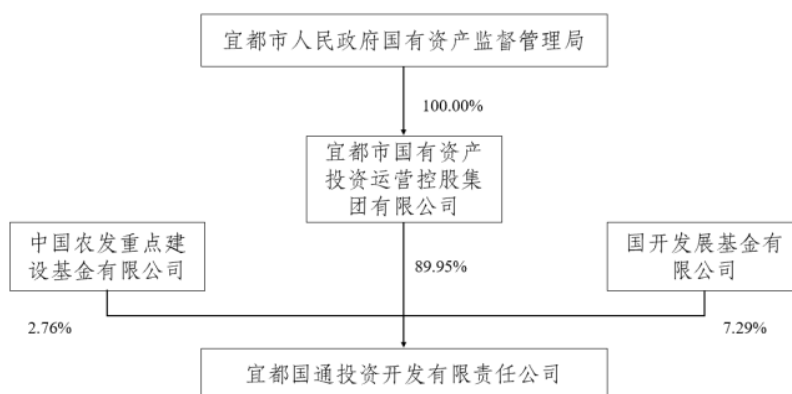 宜都市人民政府国有资产监督管理局
100.00%
宜都市国有资产
投资运营控股集
团有限公司
中国农发重点建
设基金有限公司
国开发展基金有
限公司
89.95%
2.76%
7.29%
宜都国通投资开发有限责任公司